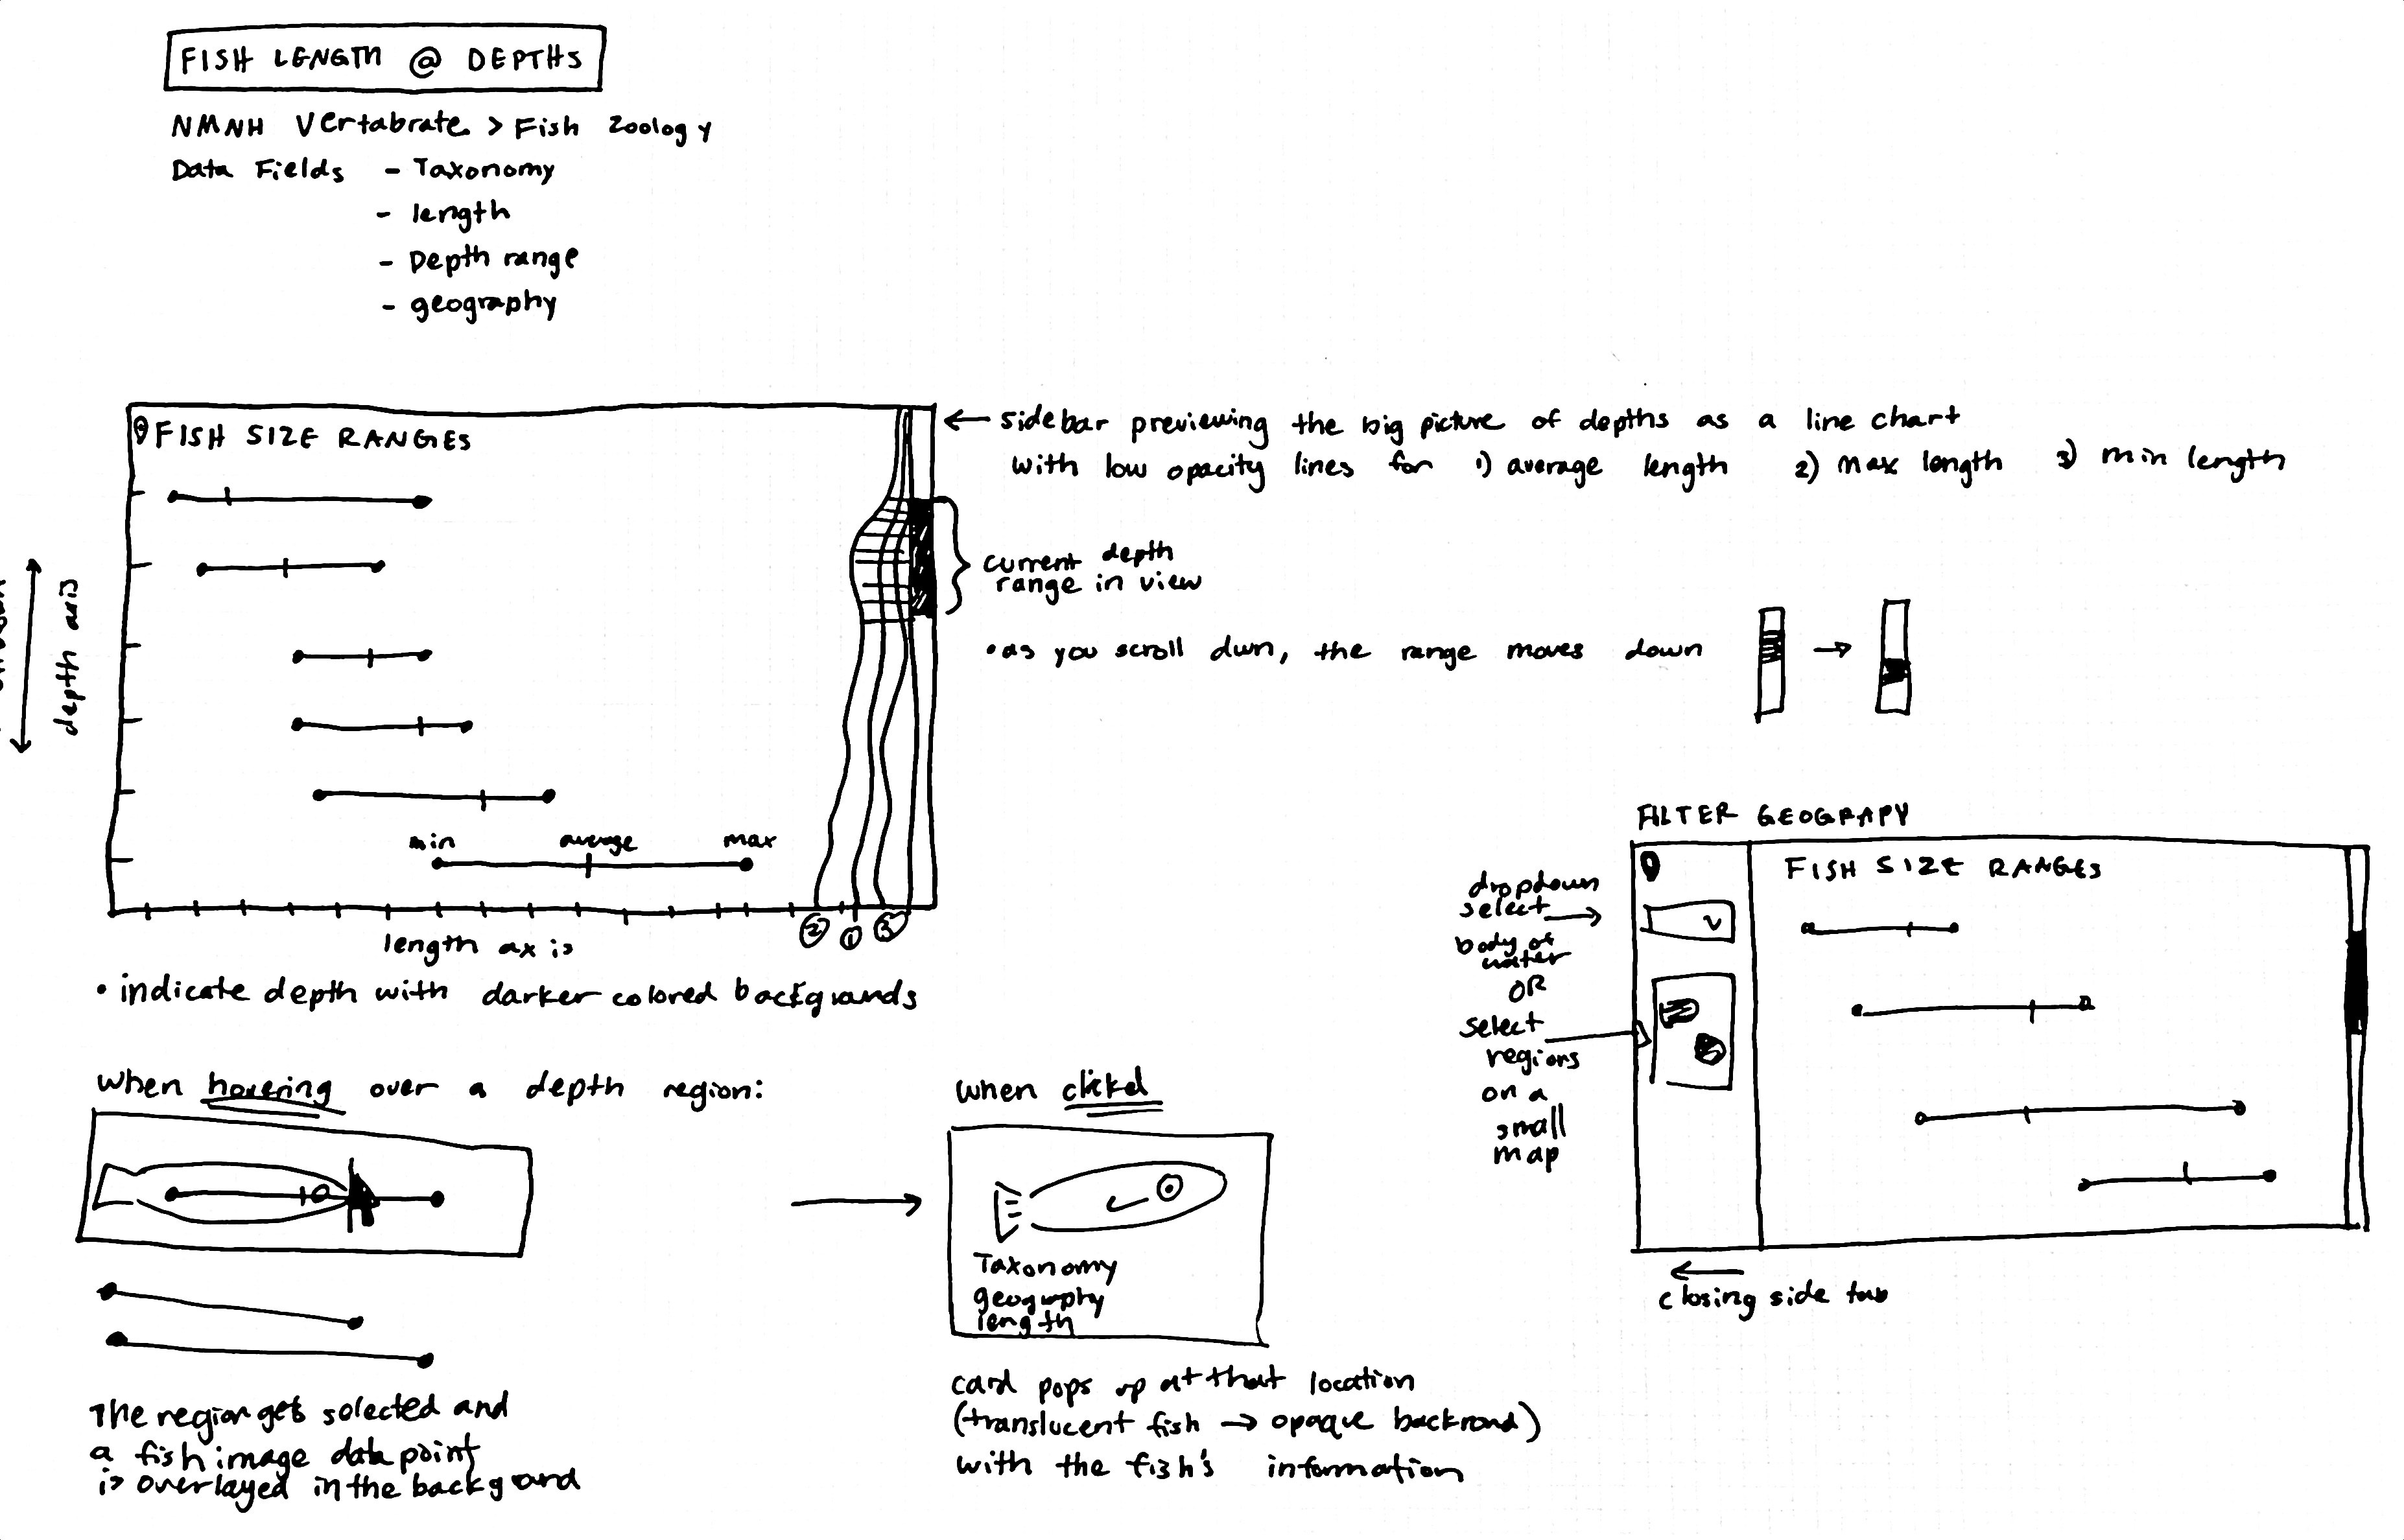 FISH LENGTH @ DEPTHS
NMNH Vertabrate > Fish Zoology
Data Fields - Taxonomy
- length
- Depth range
- geography
FISH SIZE RANGES
depth axis
min average max
length axis
② ① ③
← sidebar previewing the big picture of depths as a line chart
with low opacity lines for 1) average length 2) max length 3) min length
current depth
range in view
• as you scroll dwn, the range moves down →
• indicate depth with darker colored backgrounds
when hovering over a depth region:
The region gets selected and
a fish image data point
is overlayed in the background
when clicked
Taxonomy
geography
length
card pops up at that location
(translucent fish → opaque backround)
with the fish's information
FILTER GEOGRAPY
FISH SIZE RANGES
dropdown
select
body of
water
OR
select
regions
on a
small
map
closing side tab